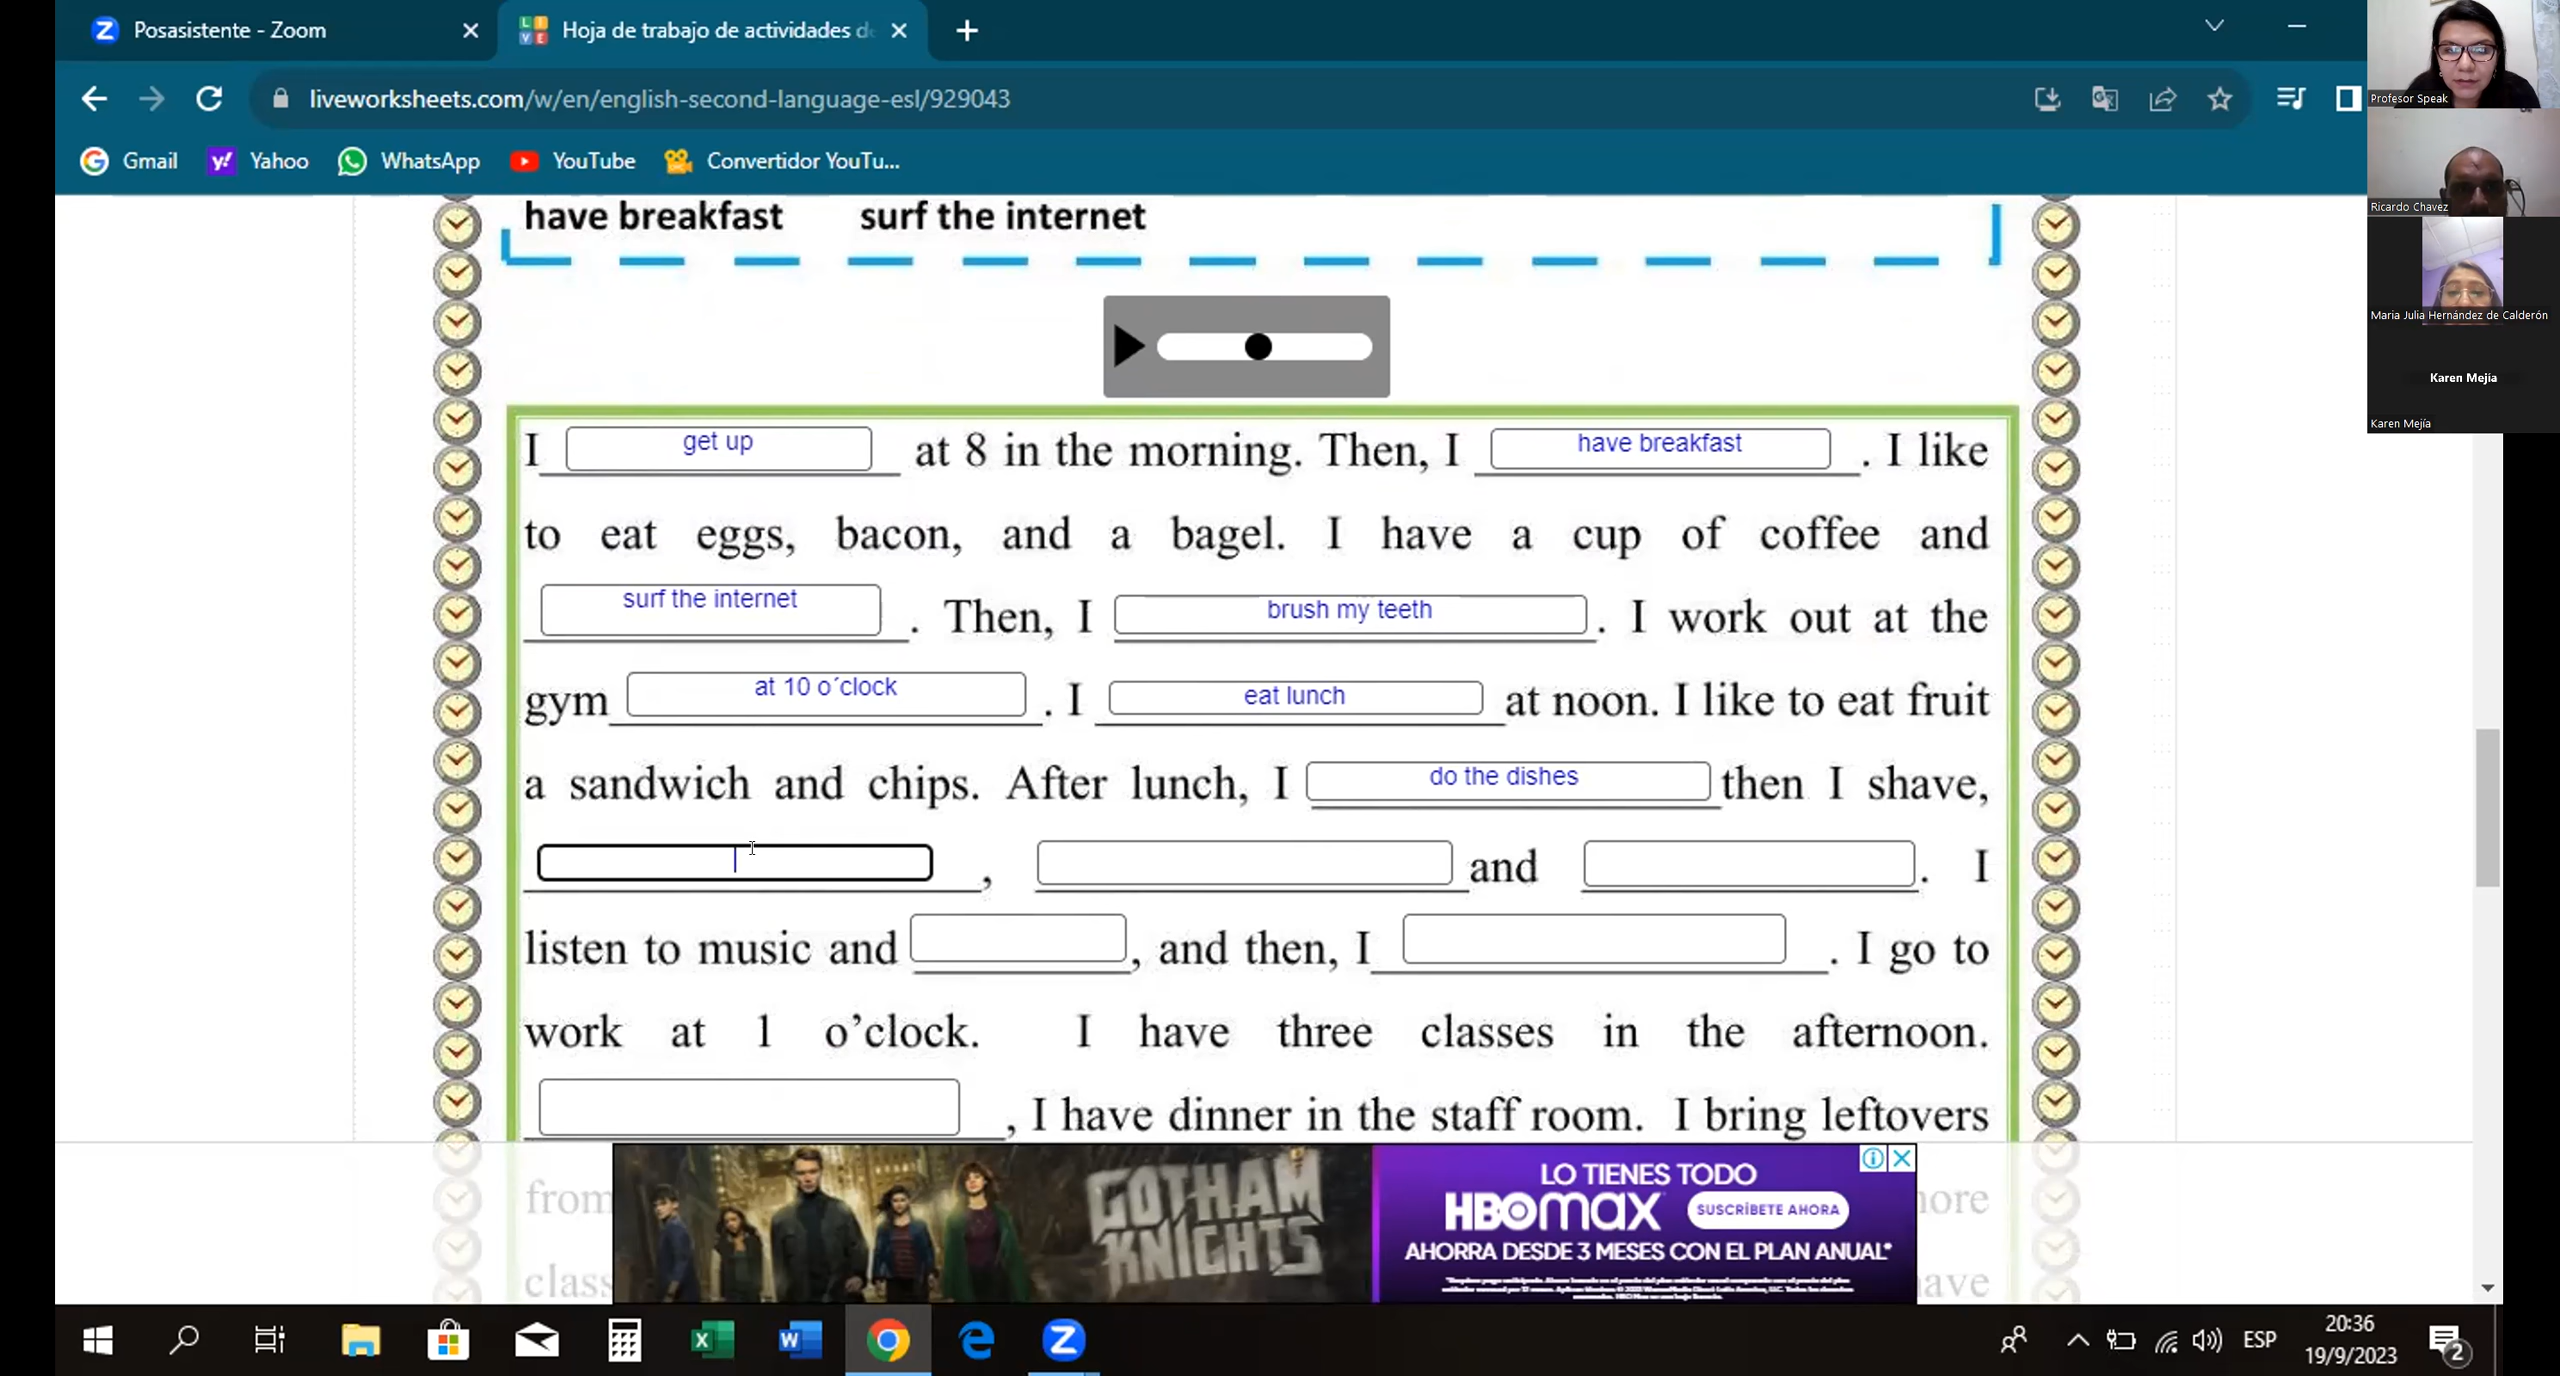 Posasistente - Zoom
Hoja de trabajo de actividades d
liveworksheets.com/w/en/english-second-language-esl/929043
Gmail
Yahoo
WhatsApp
YouTube
Convertidor YouTu...
Profesor Speak
Ricardo Chavez
Maria Julia Hernández de Calderón
Karen Mejía
Karen Mejía
have breakfast surf the internet
I get up at 8 in the morning. Then, I have breakfast. I like
to eat eggs, bacon, and a bagel. I have a cup of coffee and
surf the internet. Then, I brush my teeth. I work out at the
gym at 10 o´clock. I eat lunch at noon. I like to eat fruit
a sandwich and chips. After lunch, I do the dishes then I shave,
, and . I
listen to music and , and then, I . I go to
work at 1 o’clock. I have three classes in the afternoon.
, I have dinner in the staff room. I bring leftovers
from
GOTHAM
KNIGHTS
LO TIENES TODO
HBOmax SUSCRÍBETE AHORA
AHORRA DESDE 3 MESES CON EL PLAN ANUAL*
ESP
20:36
19/9/2023
2